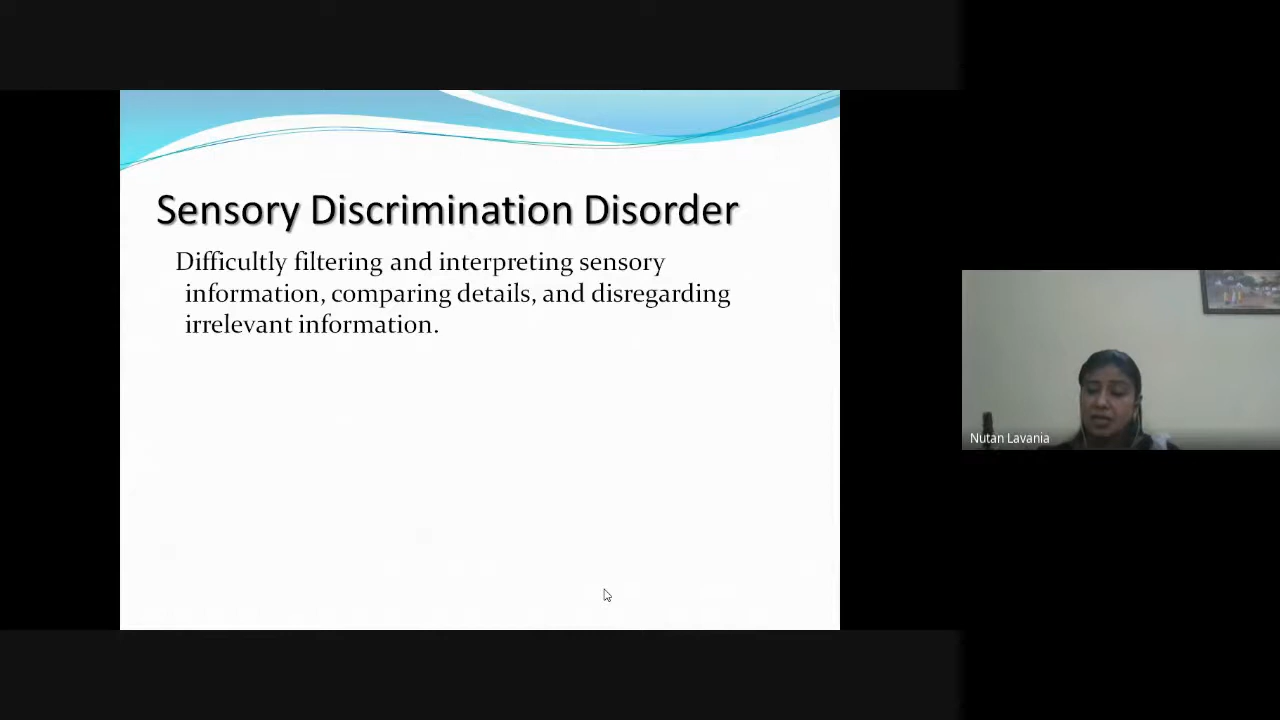 Sensory Discrimination Disorder
Difficultly filtering and interpreting sensory
information, comparing details, and disregarding
irrelevant information.
Nutan Lavania